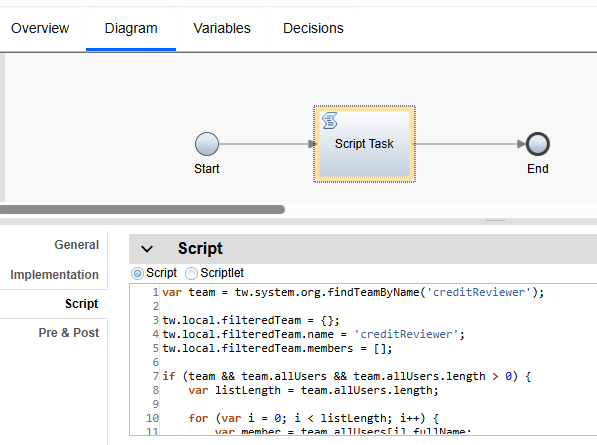 Overview Diagram Variables Decisions
Script Task
Start
End
General
Implementation
Script
Pre & Post
Script
Script Scriptlet
1 var team = tw.system.org.findTeamByName('creditReviewer');
2
3 tw.local.filteredTeam = {};
4 tw.local.filteredTeam.name = 'creditReviewer';
5 tw.local.filteredTeam.members = [];
6
7 if (team && team.allUsers && team.allUsers.length > 0) {
8 var listLength = team.allUsers.length;
9
10 for (var i = 0; i < listLength; i++) {
11 var member = team.allUsers[i].fullName;